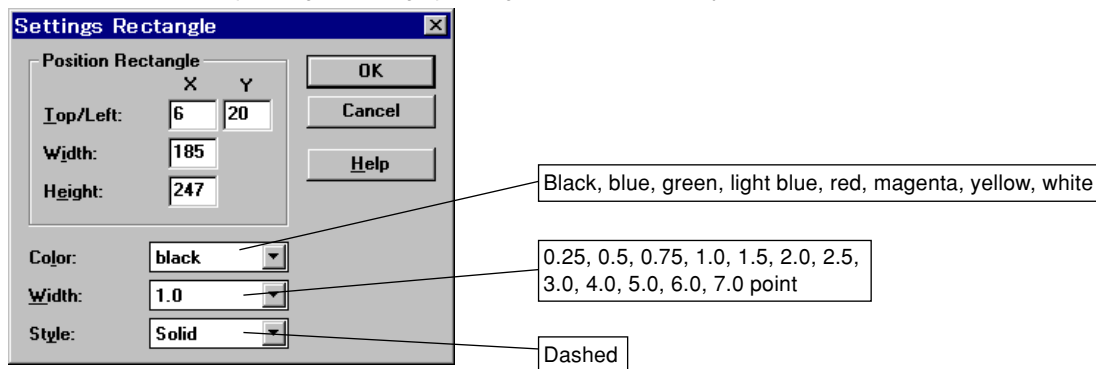 Settings Rectangle
Position Rectangle
X Y
Top/Left: 6 20
Width: 185
Height: 247
OK
Cancel
Help
Color: black
Width: 1.0
Style: Solid
Black, blue, green, light blue, red, magenta, yellow, white
0.25, 0.5, 0.75, 1.0, 1.5, 2.0, 2.5,
3.0, 4.0, 5.0, 6.0, 7.0 point
Dashed